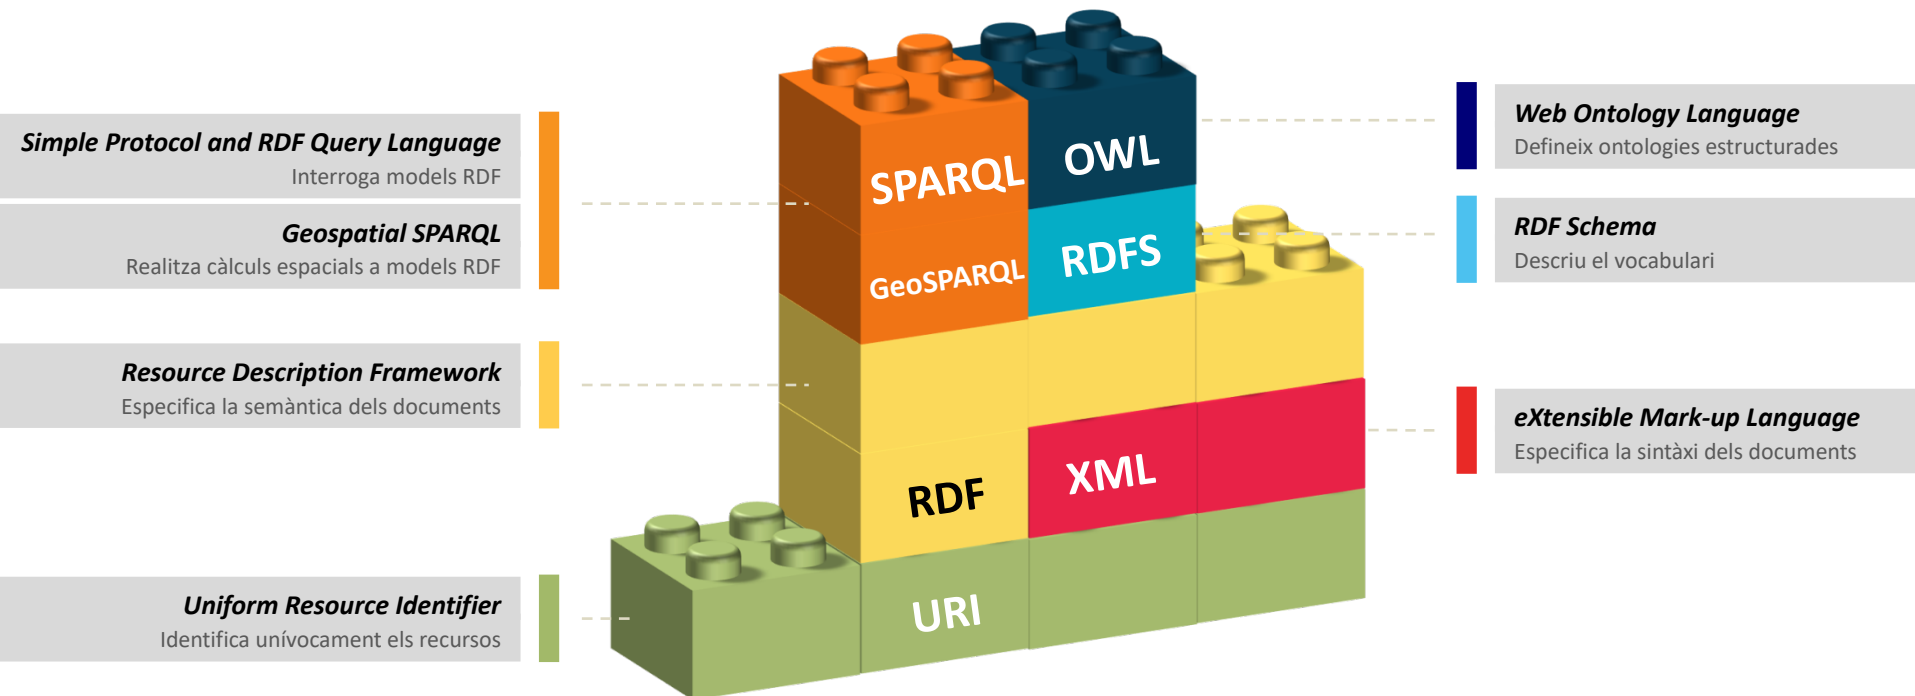 Simple Protocol and RDF Query Language
Interroga models RDF
Geospatial SPARQL
Realitza càlculs espacials a models RDF
Resource Description Framework
Especifica la semàntica dels documents
Uniform Resource Identifier
Identifica unívocament els recursos
SPARQL
OWL
GeoSPARQL
RDFS
RDF
XML
URI
Web Ontology Language
Defineix ontologies estructurades
RDF Schema
Descriu el vocabulari
eXtensible Mark-up Language
Especifica la sintàxi dels documents